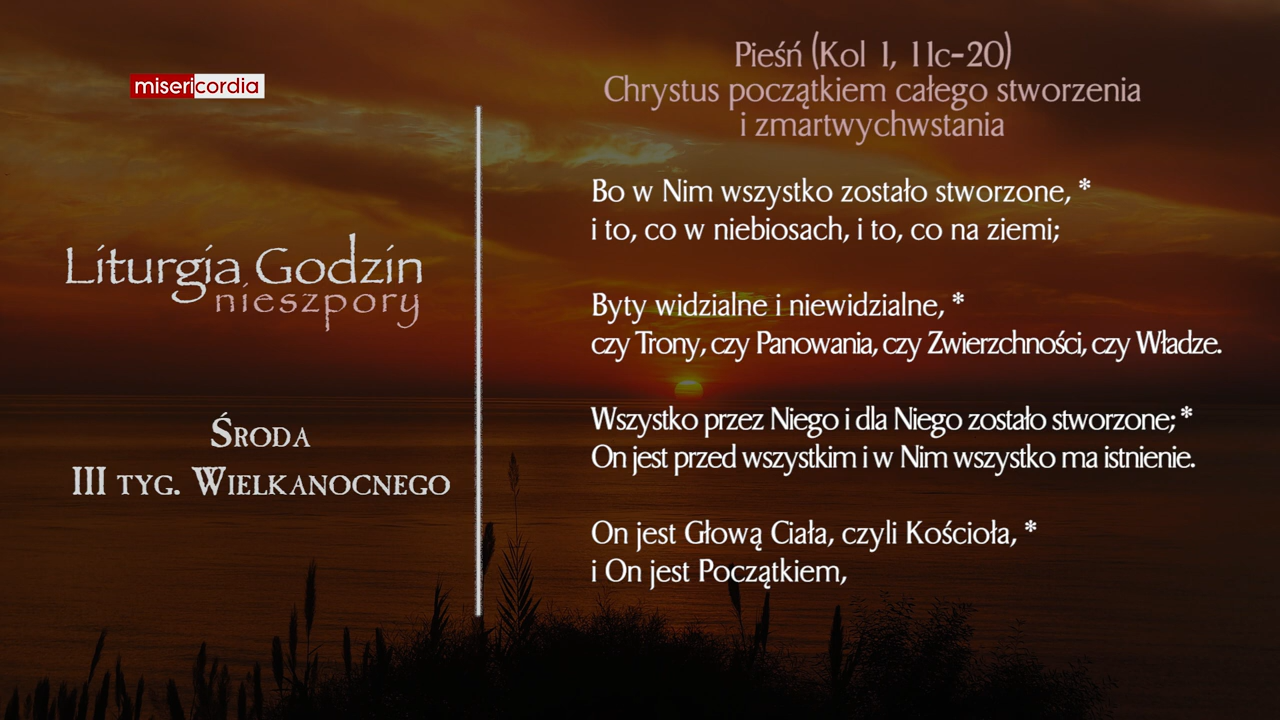 misericordia
Liturgia Godzin
nieszpory
Środa
III tyg. Wielkanocnego
Pieśń (Kol 1, 11c-20)
Chrystus początkiem całego stworzenia
i zmartwychwstania
Bo w Nim wszystko zostało stworzone, *
i to, co w niebiosach, i to, co na ziemi;
Byty widzialne i niewidzialne, *
czy Trony, czy Panowania, czy Zwierzchności, czy Władze.
Wszystko przez Niego i dla Niego zostało stworzone; *
On jest przed wszystkim i w Nim wszystko ma istnienie.
On jest Głową Ciała, czyli Kościoła, *
i On jest Początkiem,